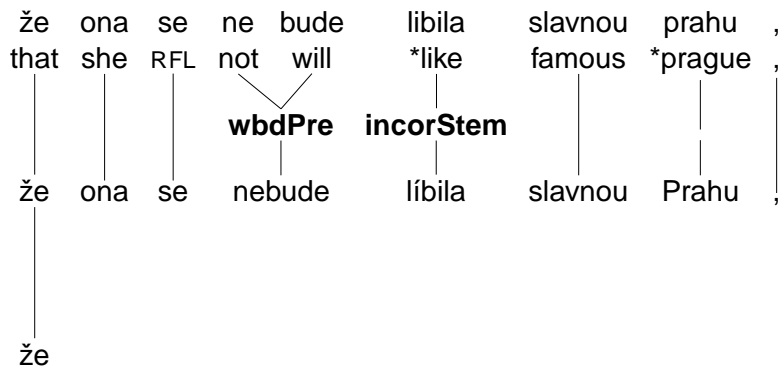 že ona se ne bude libila slavnou prahu ,
that she RFL not will *like famous *prague ,
wbdPre incorStem
že ona se nebude líbila slavnou Prahu ,
že